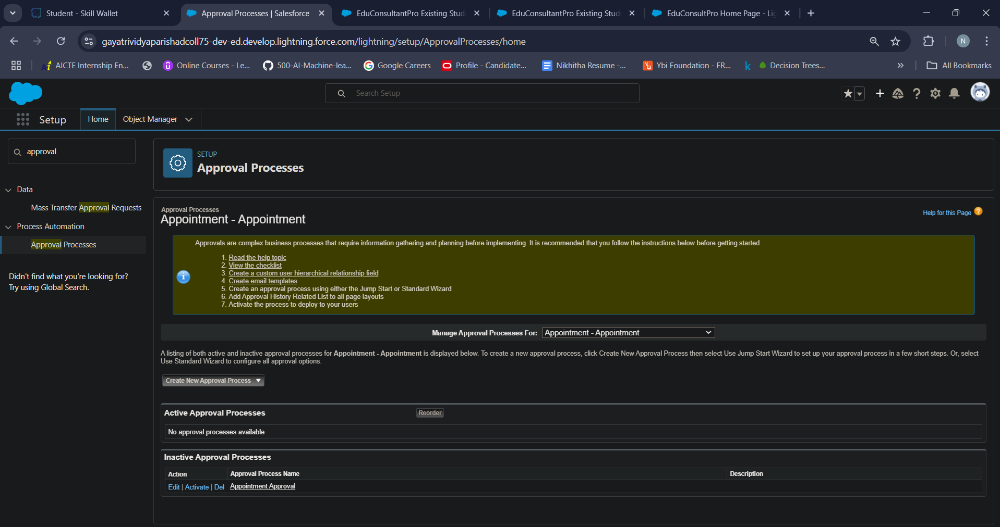 Student - Skill Wallet
Approval Processes | Salesforce
EduConsultantPro Existing Stud
EduConsultantPro Existing Stud
EduConsultPro Home Page - Lig
gayatrividyaparishadcoll75-dev-ed.develop.lightning.force.com/lightning/setup/ApprovalProcesses/home
N
AICTE Internship En...
Online Courses - Le...
500-AI-Machine-lea...
Google Careers
Profile - Candidate...
Nikhitha Resume -...
Ybi Foundation - FR...
Decision Trees...
All Bookmarks
Search Setup
Setup
Home
Object Manager
approval
Data
Mass Transfer Approval Requests
Process Automation
Approval Processes
Didn't find what you're looking for?
Try using Global Search.
SETUP
Approval Processes
Approval Processes
Appointment - Appointment
Help for this Page
Approvals are complex business processes that require information gathering and planning before implementing. It is recommended that you follow the instructions below before getting started.
1. Read the help topic
2. View the checklist
3. Create a custom user hierarchical relationship field
4. Create email templates
5. Create an approval process using either the Jump Start or Standard Wizard
6. Add Approval History Related List to all page layouts
7. Activate the process to deploy to your users
Manage Approval Processes For: Appointment - Appointment
A listing of both active and inactive approval processes for Appointment - Appointment is displayed below. To create a new approval process, click Create New Approval Process then select Use Jump Start Wizard to set up your approval process in a few short steps. Or, select
Use Standard Wizard to configure all approval options.
Create New Approval Process
Active Approval Processes
Reorder
No approval processes available
Inactive Approval Processes
Action Approval Process Name Description
Edit | Activate | Del Appointment Approval